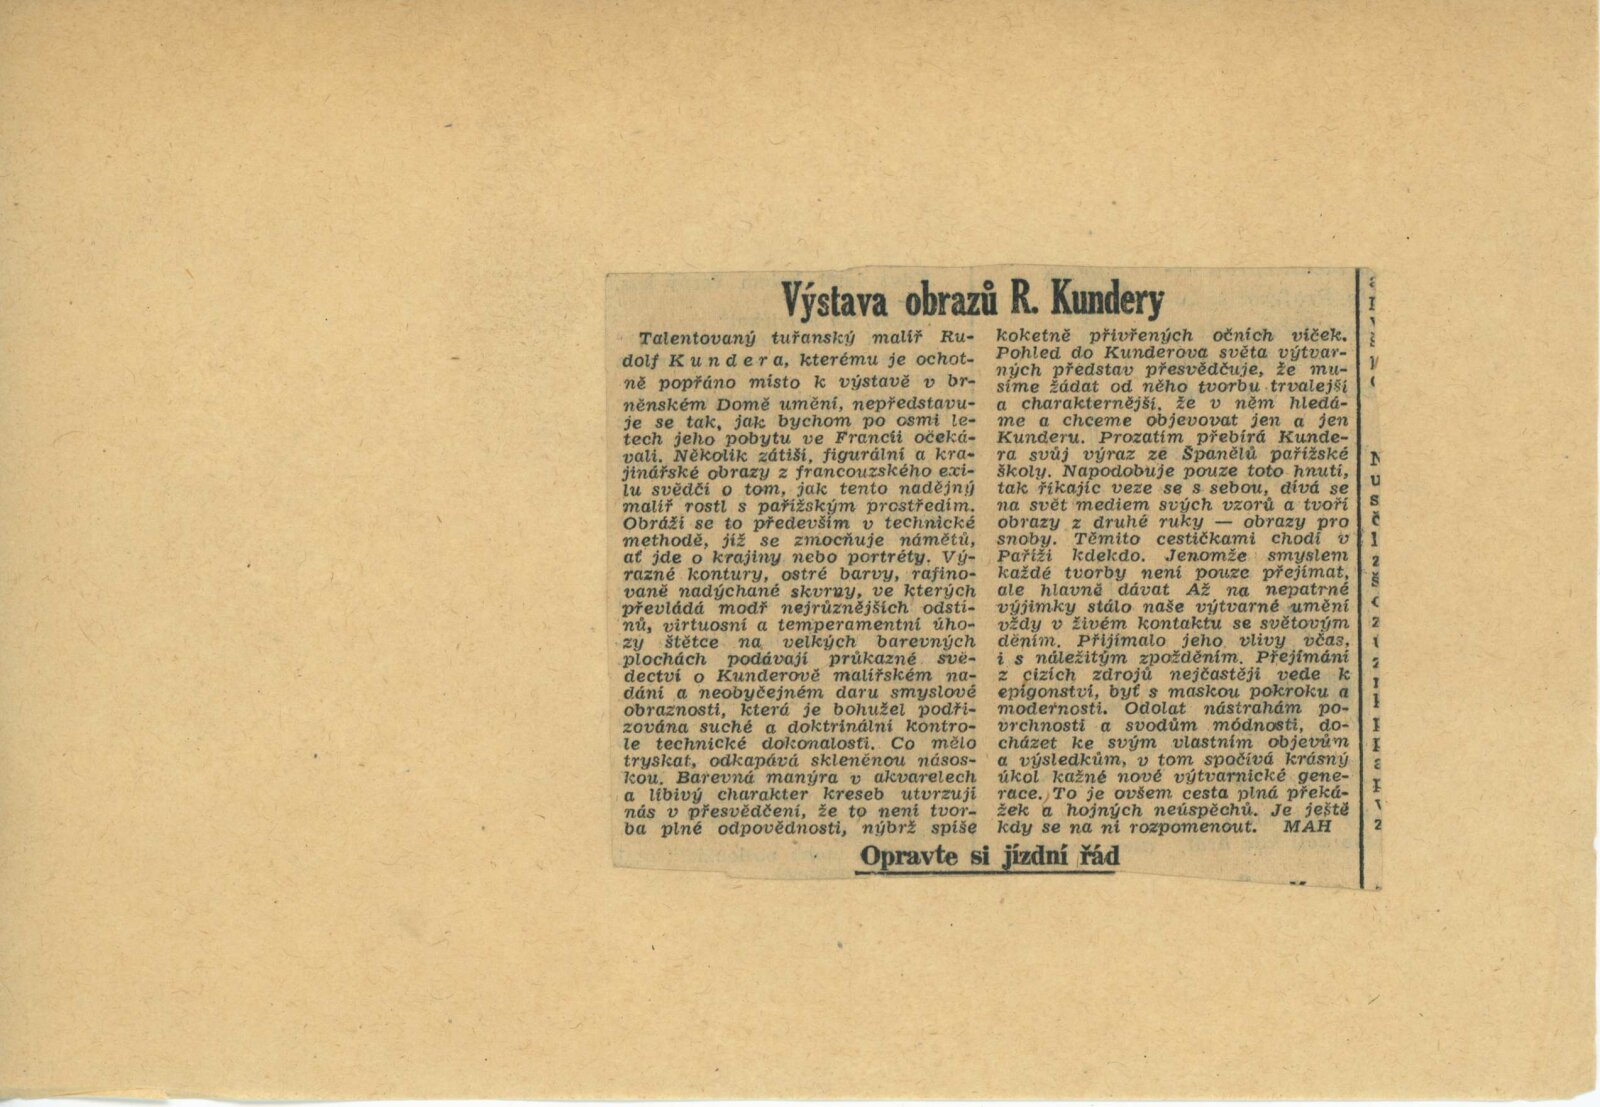 Výstava obrazů R. Kundery
Talentovaný tuřanský malíř Ru-
dolf Kundera, kterému je ochot-
ně popřáno místo k výstavě v br-
něnském Domě umění, nepředstavu-
je se tak, jak bychom po osmi le-
tech jeho pobytu ve Francii očeká-
vali. Několik zátiší, figurální a kra-
jinářské obrazy z francouzského exi-
lu svědčí o tom, jak tento nadějný
malíř rostl s pařížským prostředím.
Obráží se to především v technické
methodě, jíž se zmocňuje námětů,
ať jde o krajiny nebo portréty. Vý-
razné kontury, ostré barvy, rafino-
vaně nadýchané skvrny, ve kterých
převládá modř nejrůznějších odstí-
nů, virtuosní a temperamentní úho-
zy štětce na velkých barevných
plochách podávají průkazné svě-
dectví o Kunderově malířském na-
dání a neobyčejném daru smyslové
obraznosti, která je bohužel podři-
zována suché a doktrinální kontro-
le technické dokonalosti. Co mělo
tryskat, odkapává skleněnou násos-
kou. Barevná manýra v akvarelech
a líbivý charakter kreseb utvrzují
nás v přesvědčení, že to není tvor-
ba plné odpovědnosti, nýbrž spíše
koketně přivřených očních víček.
Pohled do Kunderova světa výtvar-
ných představ přesvědčuje, že mu-
síme žádat od něho tvorbu trvalejší
a charakternější, že v něm hledá-
me a chceme objevovat jen a jen
Kunderu. Prozatím přebírá Kunde-
ra svůj výraz ze Španělů pařížské
školy. Napodobuje pouze toto hnutí,
tak říkajíc veze se s sebou, dívá se
na svět mediem svých vzorů a tvoří
obrazy z druhé ruky — obrazy pro
snoby. Těmito cestičkami chodí v
Paříži kdekdo. Jenomže smyslem
každé tvorby není pouze přejímat,
ale hlavně dávat Až na nepatrné
výjimky stálo naše výtvarné umění
vždy v živém kontaktu se světovým
děním. Přijímalo jeho vlivy včas,
i s náležitým zpožděním. Přejímání
z cizích zdrojů nejčastěji vede k
epigonství, byť s maskou pokroku a
modernosti. Odolat nástrahám po-
vrchnosti a svodům módnosti, do-
cházet ke svým vlastním objevům
a výsledkům, v tom spočívá krásný
úkol kažné nové výtvarnické gene-
race. To je ovšem cesta plná překá-
žek a hojných neúspěchů. Je ještě
kdy se na ni rozpomenout. MAH
Opravte si jízdní řád